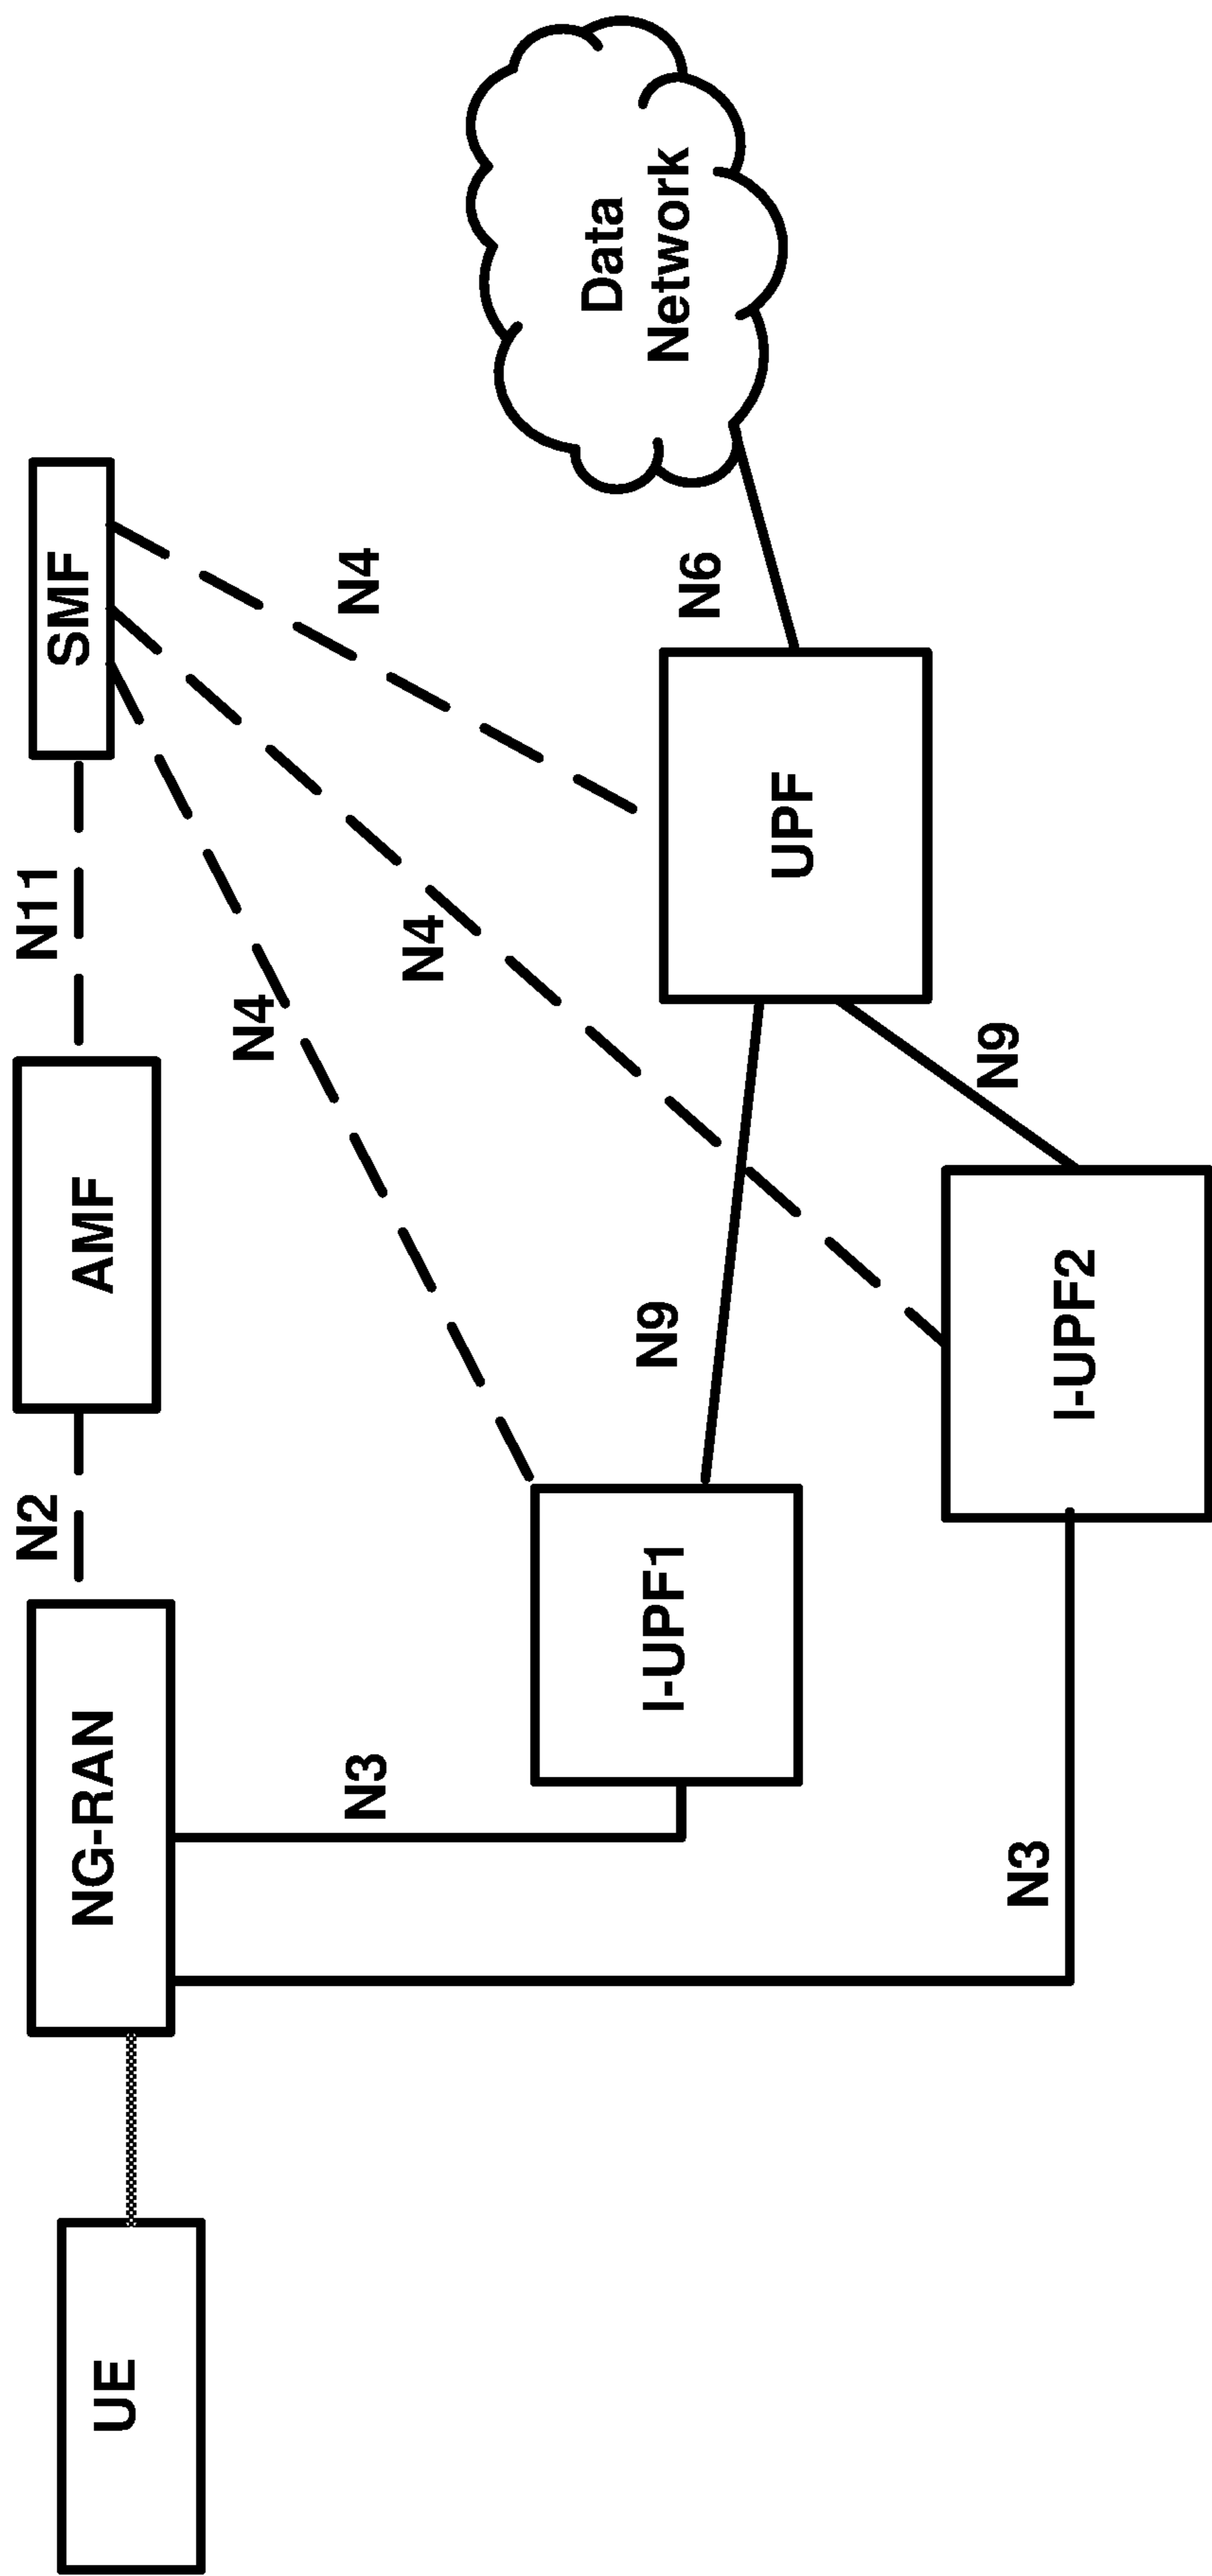 UE
NG-RAN
N2
AMF
N11
SMF
N3
N4
N4
N4
I-UPF1
N9
UPF
N6
Data
Network
N3
I-UPF2
N9